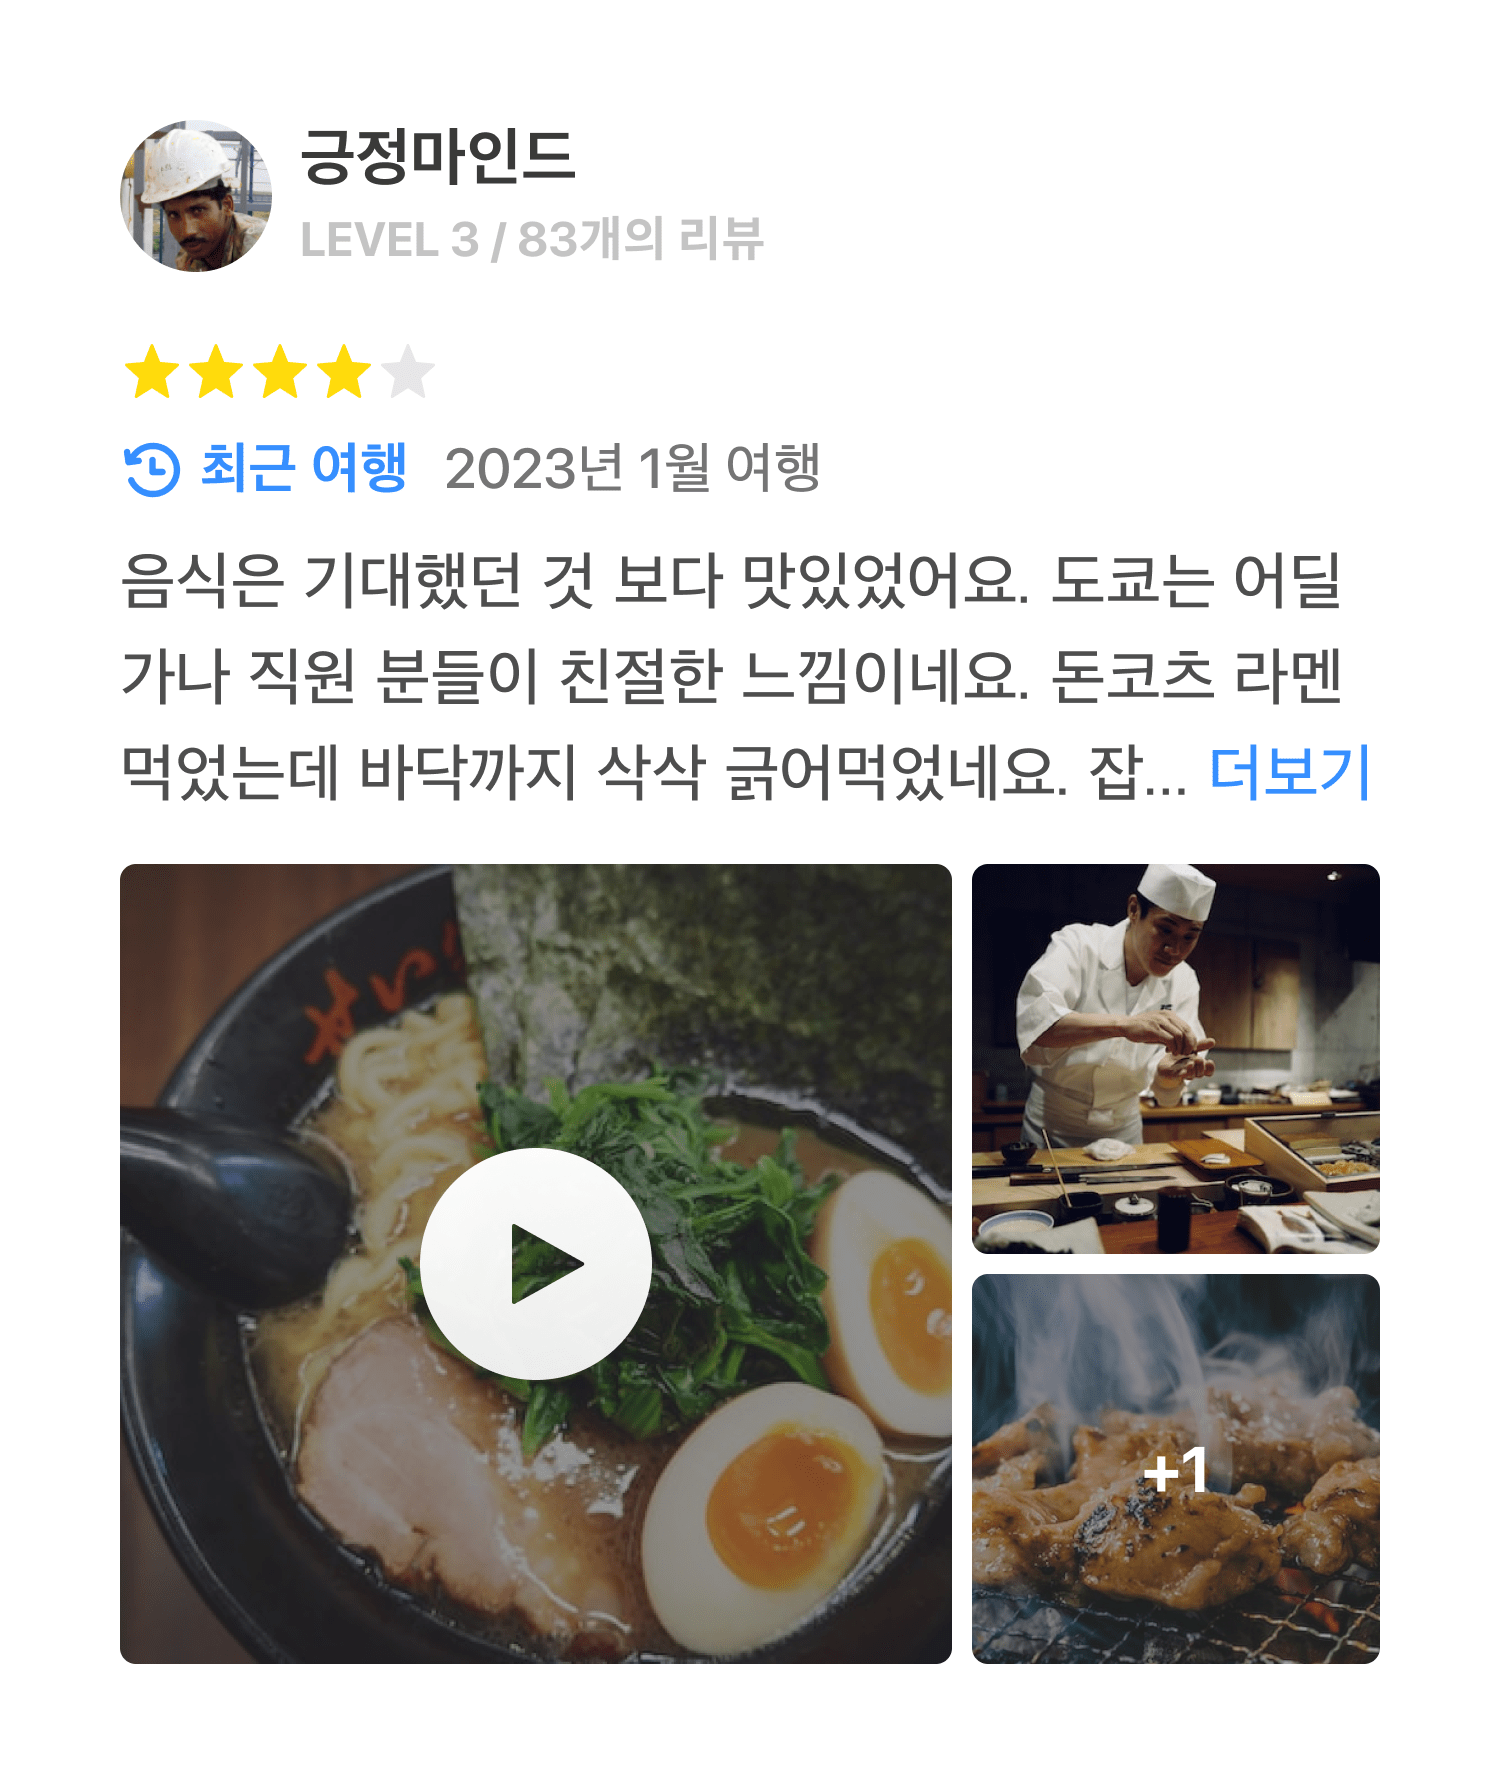 긍정마인드
LEVEL 3 / 83개의 리뷰
최근 여행 2023년 1월 여행
음식은 기대했던 것 보다 맛있었어요. 도쿄는 어딜
가나 직원 분들이 친절한 느낌이네요. 돈코츠 라멘
먹었는데 바닥까지 삭삭 긁어먹었네요. 잡... 더보기
+1